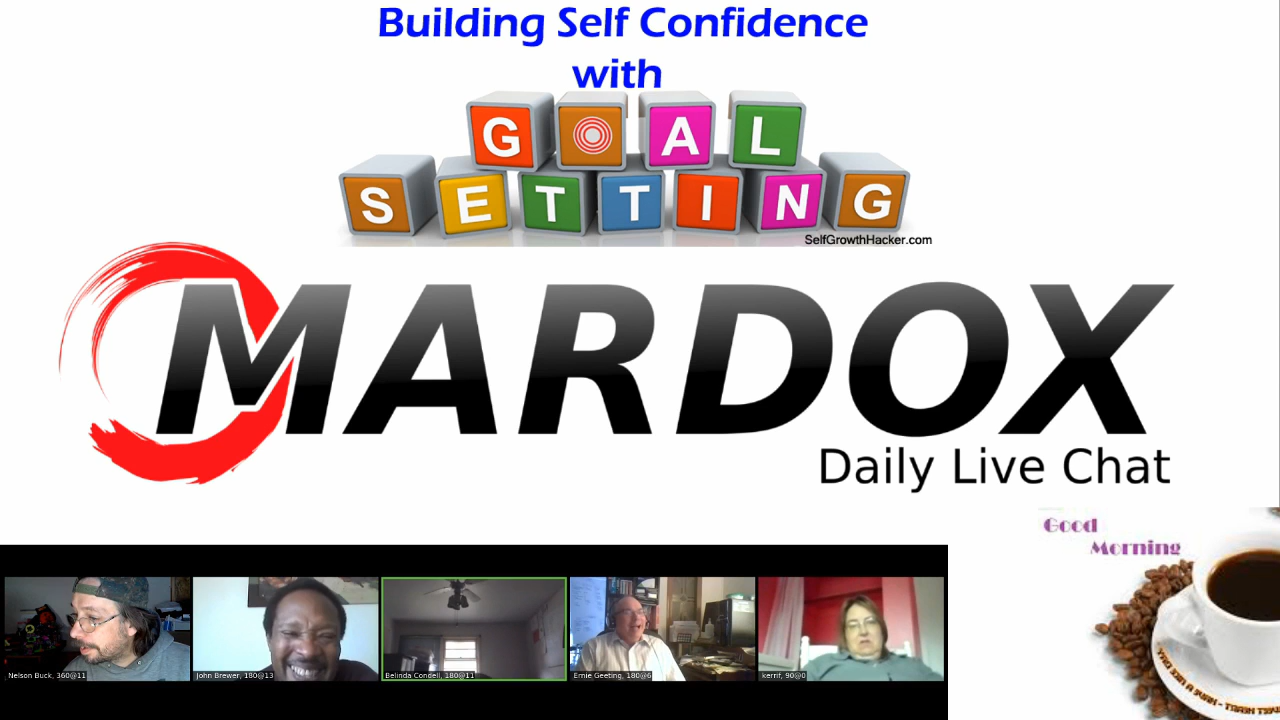 Building Self Confidence
with
GOAL
SETTING
SelfGrowthHacker.com
MARDOX
Daily Live Chat
Good
Morning
Nelson Buck, 360@11
John Brewer, 180@13
Belinda Condell, 180@11
Ernie Geeting, 180@6
kerrif, 90@0